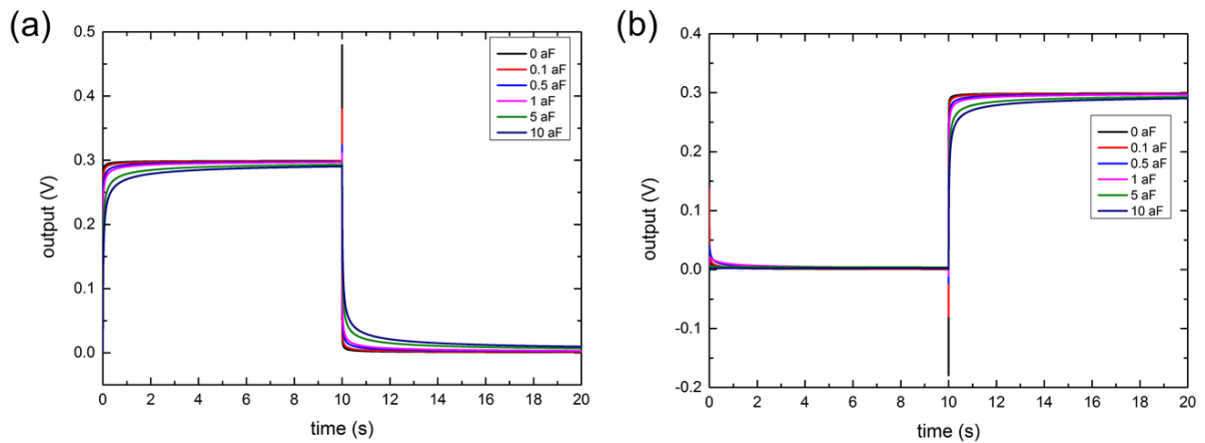 (a)
0.5
0.4
0.3
0.2
0.1
0.0
output (V)
0 2 4 6 8 10 12 14 16 18 20
time (s)
0 aF
0.1 aF
0.5 aF
1 aF
5 aF
10 aF
(b)
0.4
0.3
0.2
0.1
0.0
-0.1
-0.2
output (V)
0 2 4 6 8 10 12 14 16 18 20
time (s)
0 aF
0.1 aF
0.5 aF
1 aF
5 aF
10 aF